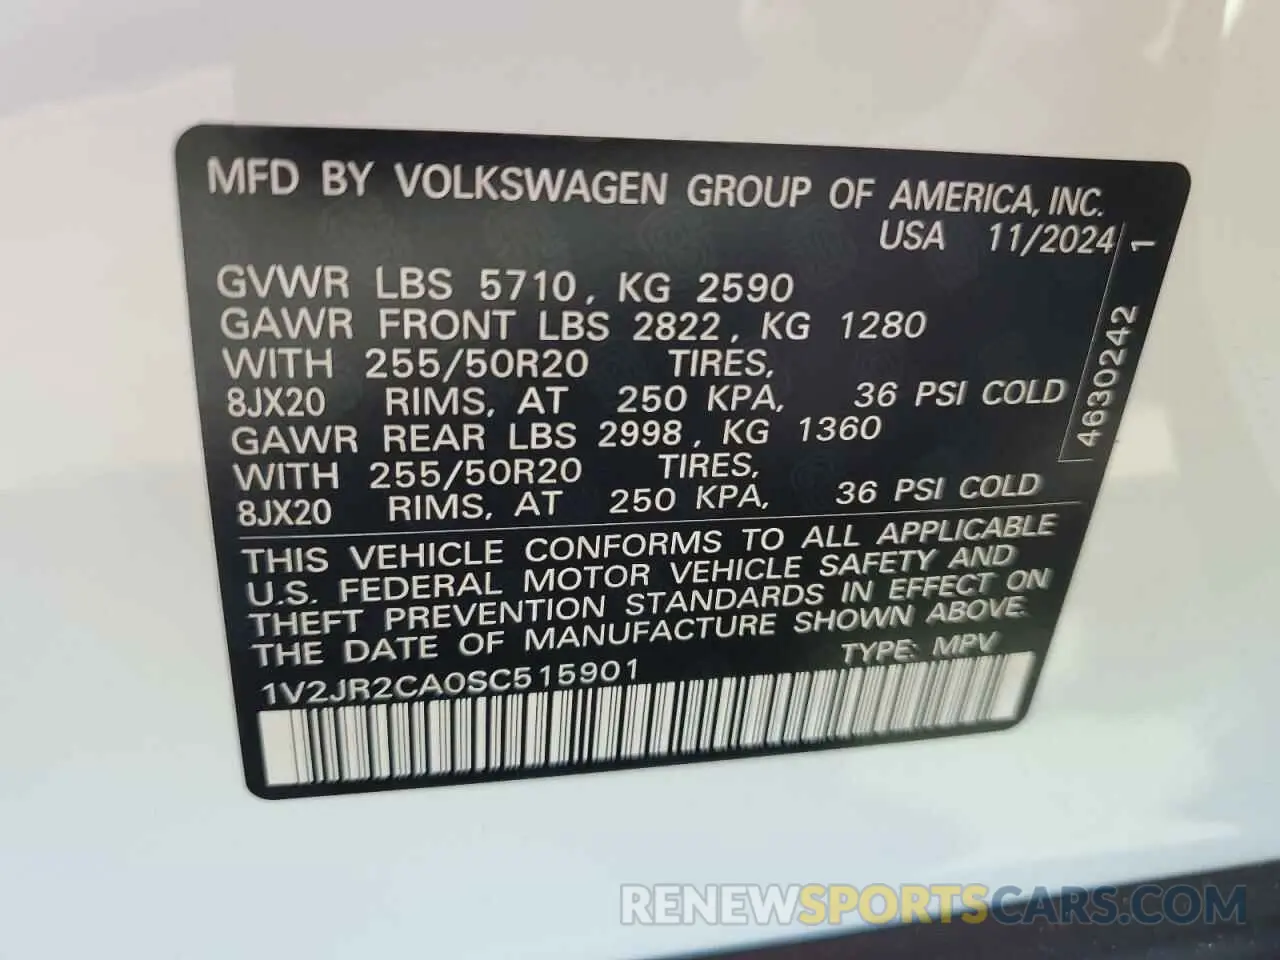 MFD BY VOLKSWAGEN GROUP OF AMERICA, INC.
USA 11/2024
GVWR LBS 5710, KG 2590
GAWR FRONT LBS 2822, KG 1280
WITH 255/50R20 TIRES,
8JX20 RIMS, AT 250 KPA, 36 PSI COLD
GAWR REAR LBS 2998, KG 1360
WITH 255/50R20 TIRES,
8JX20 RIMS, AT 250 KPA, 36 PSI COLD
THIS VEHICLE CONFORMS TO ALL APPLICABLE
U.S. FEDERAL MOTOR VEHICLE SAFETY AND
THEFT PREVENTION STANDARDS IN EFFECT ON
THE DATE OF MANUFACTURE SHOWN ABOVE.
1V2JR2CA0SC515901 TYPE: MPV
4630242 1
RENEWSPORTSCARS.COM